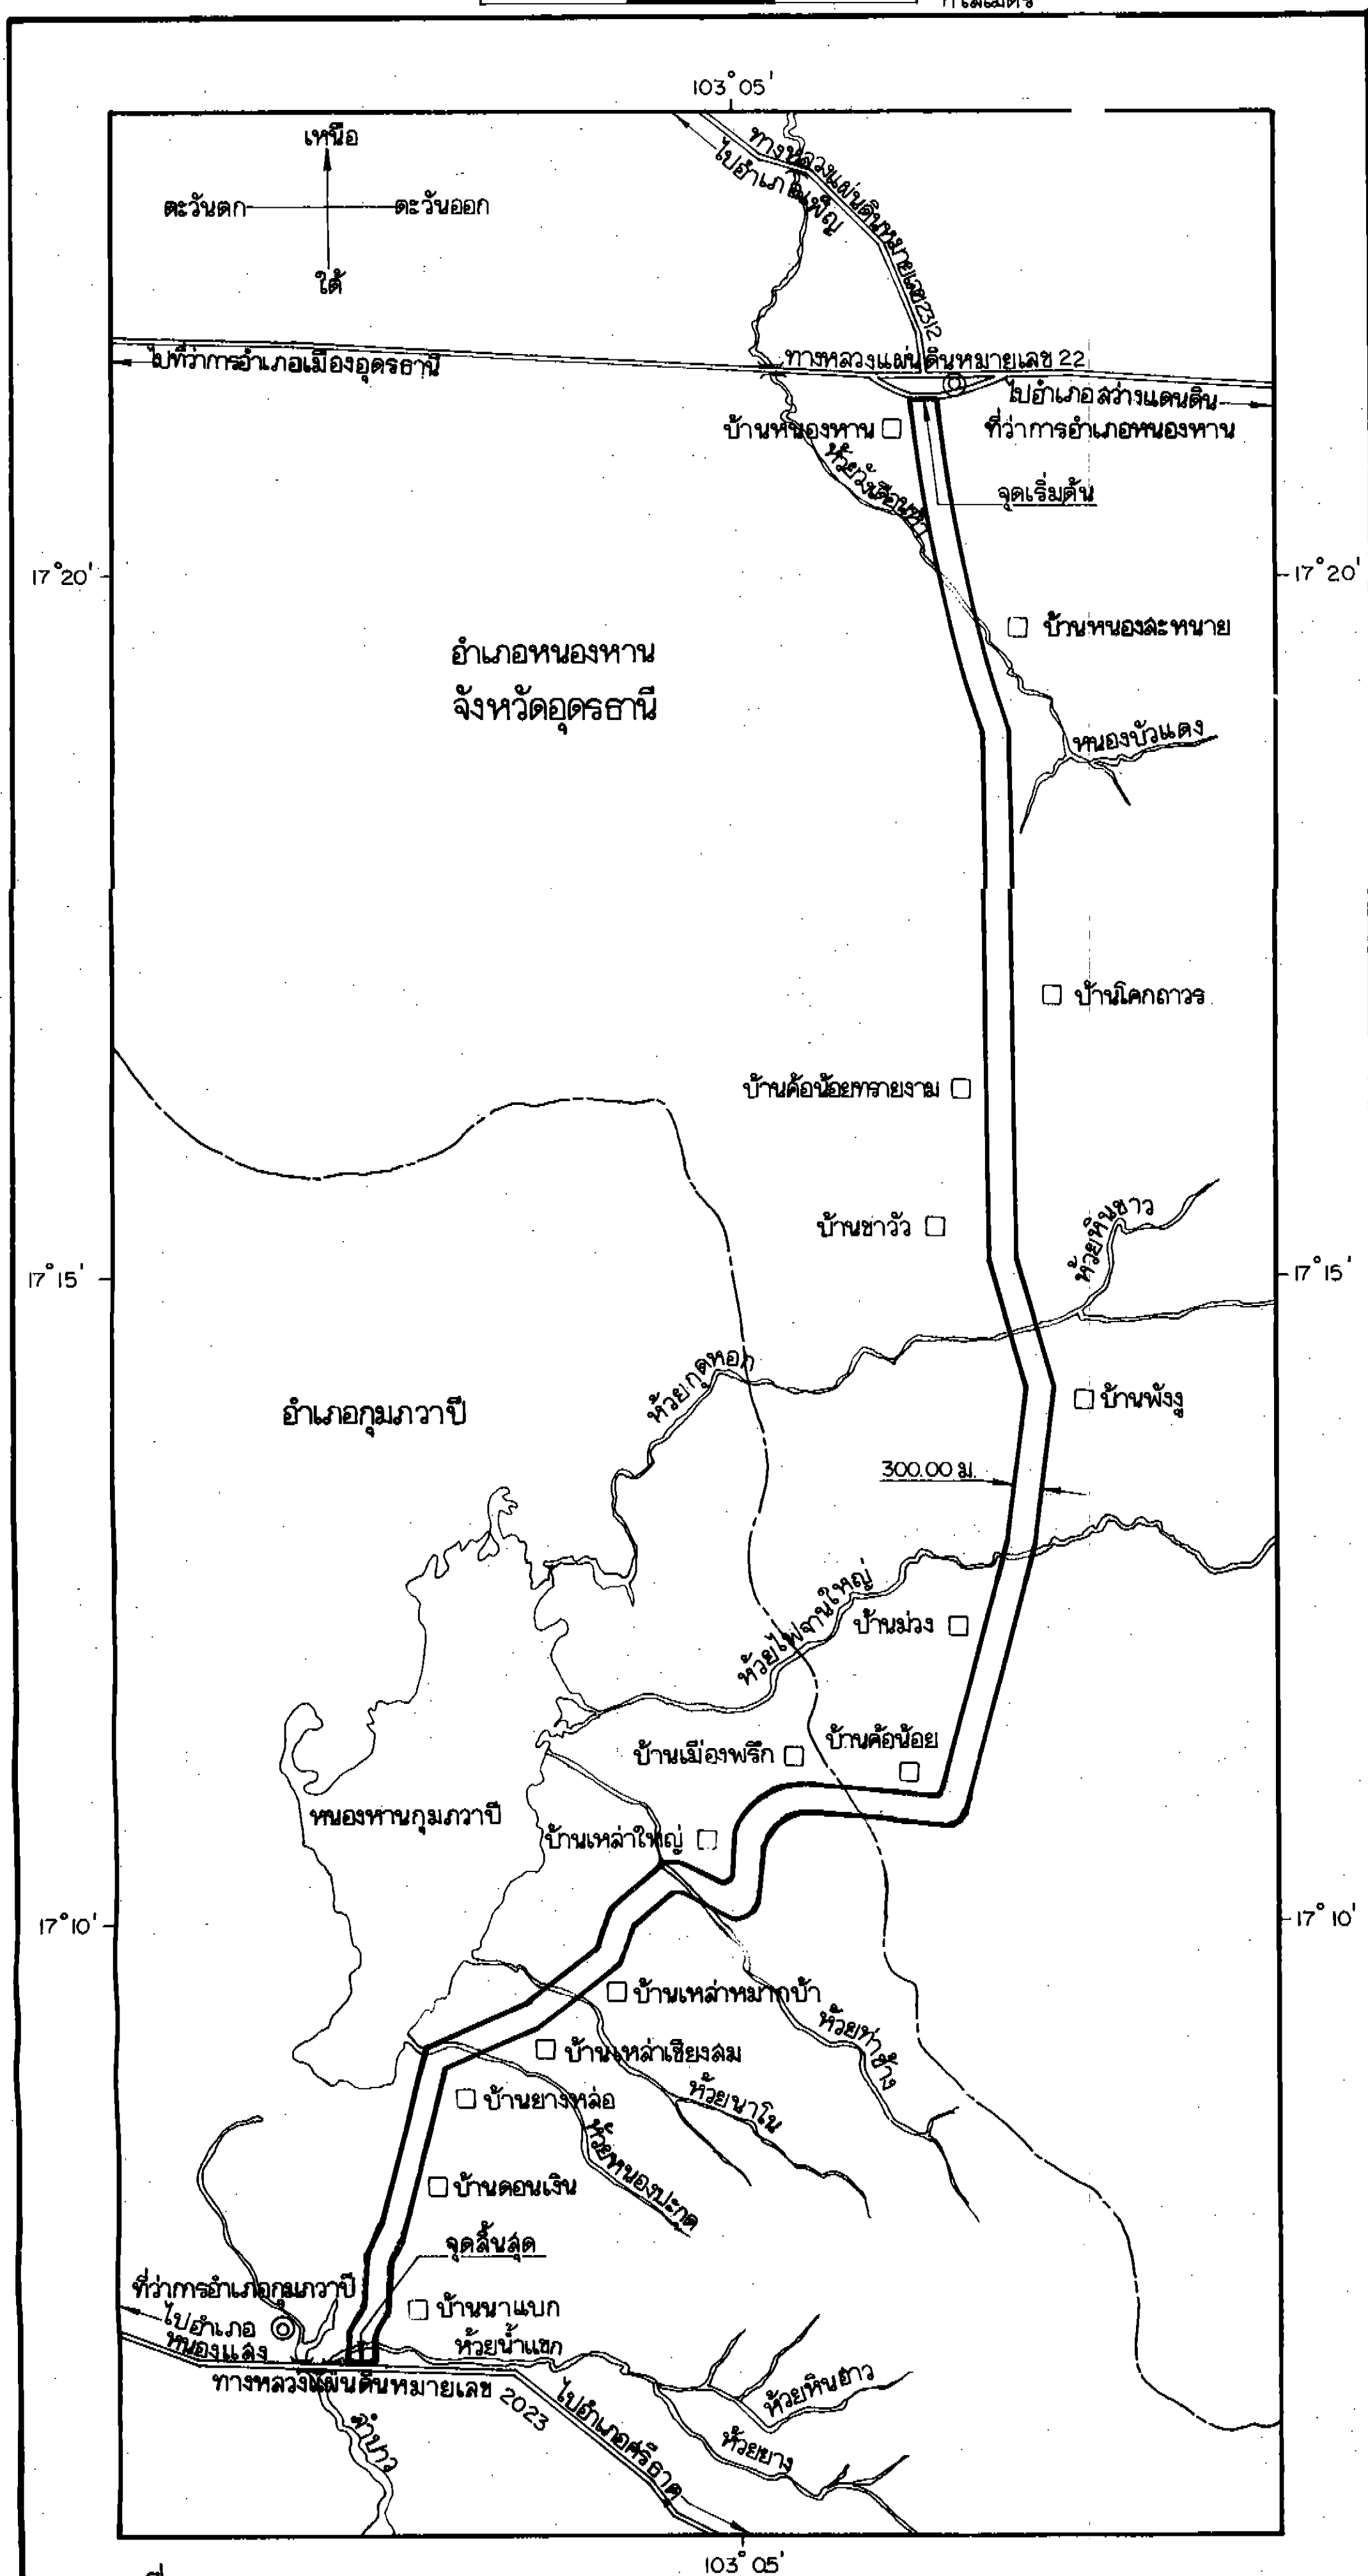 103°05'
เหนือ
ตะวันตก
ตะวันออก
ใต้
ทางหลวงแผ่นดินหมายเลข 2312
ไปอำเภอเพ็ญ
ไปที่ว่าการอำเภอเมืองอุดรธานี
ทางหลวงแผ่นดินหมายเลข 22
ไปอำเภอสว่างแดนดิน
บ้านหนองหาน
ที่ว่าการอำเภอหนองหาน
จุดเริ่มต้น
17°20'
17°20'
บ้านหนองสะหนาย
อำเภอหนองหาน
จังหวัดอุดรธานี
หนองบัวแดง
บ้านโคกถาวร
บ้านค้อน้อยทรายงาม
บ้านขาวัว
ห้วยหินขาว
17°15'
17°15'
ห้วยกุดหอก
บ้านพังงู
อำเภอกุมภวาปี
300.00 ม.
ห้วยไพจานใหญ่
บ้านม่วง
บ้านค้อน้อย
บ้านเมืองพรึก
หนองหานกุมภวาปี
บ้านเหล่าใหญ่
17°10'
17°10'
บ้านเหล่าหมากบ้า
ห้วยท่าช้าง
บ้านเหล่าเชียงสม
ห้วยนาโน
บ้านยางหล่อ
ห้วยหนองปะกด
บ้านดอนเงิน
จุดสิ้นสุด
ที่ว่าการอำเภอกุมภวาปี
บ้านนาแบก
ไปอำเภอ
หนองแสง
ห้วยน้ำแขก
ทางหลวงแผ่นดินหมายเลข 2023
ไปอำเภอศรีธาตุ
ห้วยหินขาว
ห้วยยาง
ลำปาว
103°05'